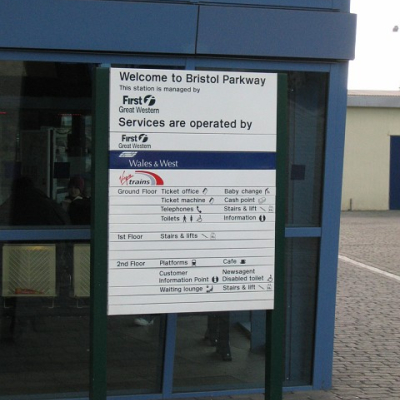 Welcome to Bristol Parkway
This station is managed by
First
Great Western
Services are operated by
First
Great Western
Wales & West
Virgin trains
Ground Floor Ticket office Baby change
Ticket machine Cash point
Telephones Stairs & lift
Toilets Information
1st Floor Stairs & lifts
2nd Floor Platforms Cafe
Customer Newsagent
Information Point Disabled toilet
Waiting lounge Stairs & lift